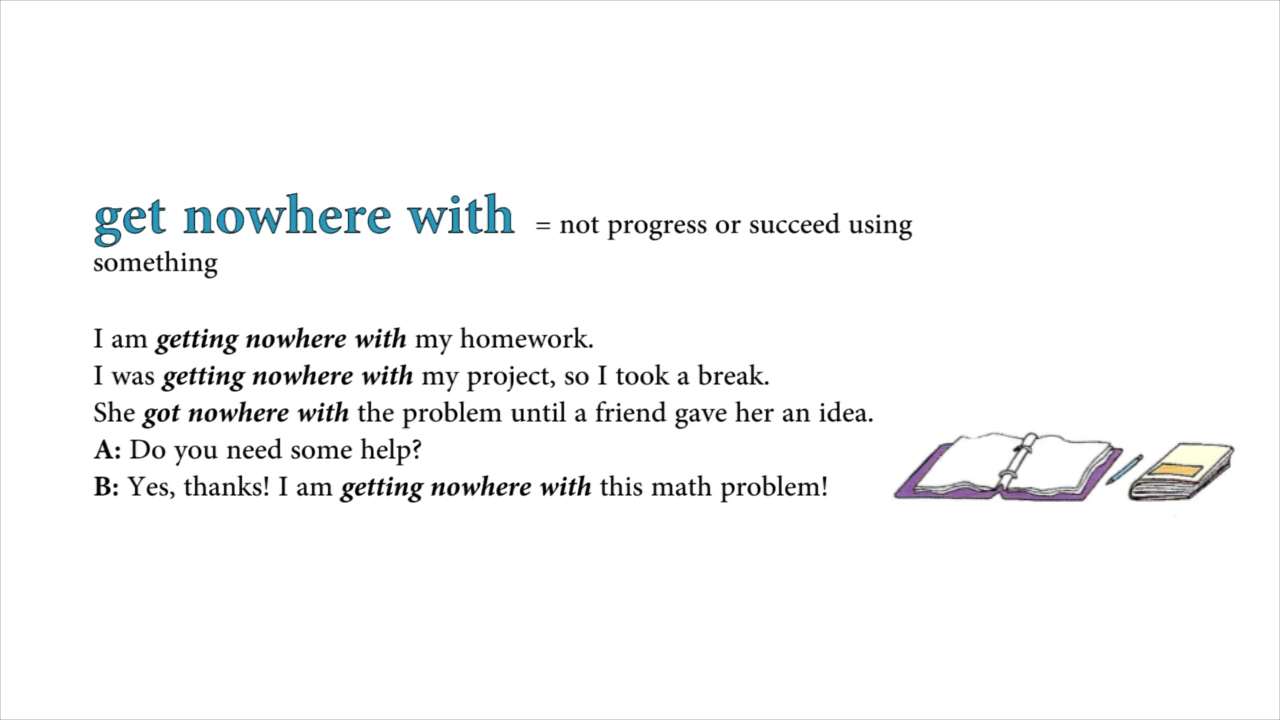 get nowhere with = not progress or succeed using
something
I am getting nowhere with my homework.
I was getting nowhere with my project, so I took a break.
She got nowhere with the problem until a friend gave her an idea.
A: Do you need some help?
B: Yes, thanks! I am getting nowhere with this math problem!